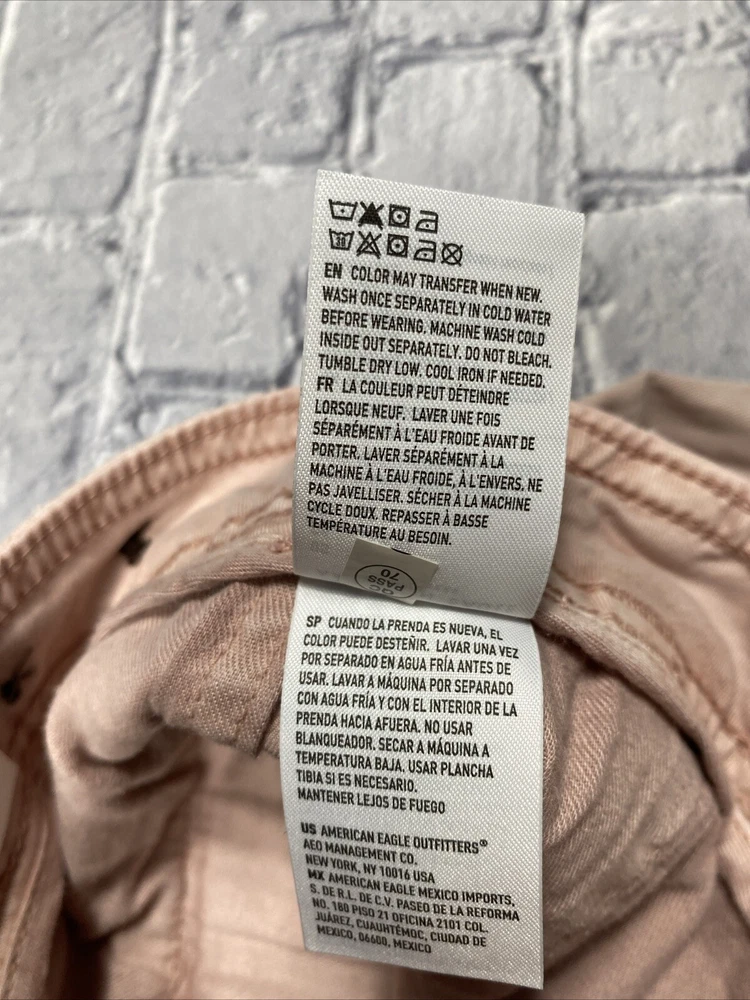 30
EN COLOR MAY TRANSFER WHEN NEW.
WASH ONCE SEPARATELY IN COLD WATER
BEFORE WEARING. MACHINE WASH COLD
INSIDE OUT SEPARATELY. DO NOT BLEACH.
TUMBLE DRY LOW. COOL IRON IF NEEDED.
FR LA COULEUR PEUT DÉTEINDRE
LORSQUE NEUF. LAVER UNE FOIS
SÉPARÉMENT À L'EAU FROIDE AVANT DE
PORTER. LAVER SÉPARÉMENT À LA
MACHINE À L'EAU FROIDE, À L'ENVERS. NE
PAS JAVELLISER. SÉCHER À LA MACHINE
CYCLE DOUX. REPASSER À BASSE
TEMPÉRATURE AU BESOIN.
QC
PASS
70
SP CUANDO LA PRENDA ES NUEVA, EL
COLOR PUEDE DESTEÑIR. LAVAR UNA VEZ
POR SEPARADO EN AGUA FRÍA ANTES DE
USAR. LAVAR A MÁQUINA POR SEPARADO
CON AGUA FRÍA Y CON EL INTERIOR DE LA
PRENDA HACIA AFUERA. NO USAR
BLANQUEADOR. SECAR A MÁQUINA A
TEMPERATURA BAJA. USAR PLANCHA
TIBIA SI ES NECESARIO.
MANTENER LEJOS DE FUEGO
US AMERICAN EAGLE OUTFITTERS®
AEO MANAGEMENT CO.
NEW YORK, NY 10016 USA
MX AMERICAN EAGLE MEXICO IMPORTS,
S. DE R.L. DE C.V. PASEO DE LA REFORMA
NO. 180 PISO 21 OFICINA 2101 COL.
JUÁREZ, CUAUHTÉMOC, CIUDAD DE
MEXICO, 06600, MEXICO